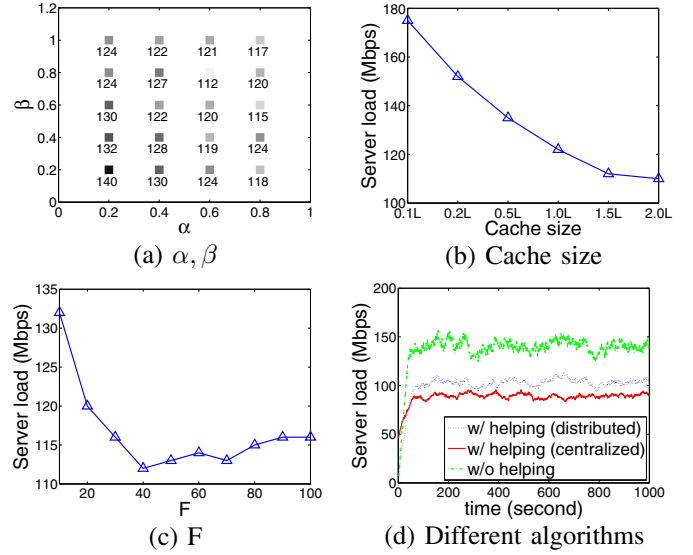 1.2
1
124 122 121 117
0.8
124 127 112 120
β
0.6
130 122 120 115
0.4
132 128 119 124
0.2
140 130 124 118
0
0 0.2 0.4 0.6 0.8 1
α
(a) α, β
180
160
140
120
100
Server load (Mbps)
0.1L 0.2L 0.5L 1.0L 1.5L 2.0L
Cache size
(b) Cache size
135
130
125
120
115
110
Server load (Mbps)
20 40 60 80 100
F
(c) F
200
150
100
50
0
Server load (Mbps)
w/ helping (distributed)
w/ helping (centralized)
w/o helping
0 200 400 600 800 1000
time (second)
(d) Different algorithms